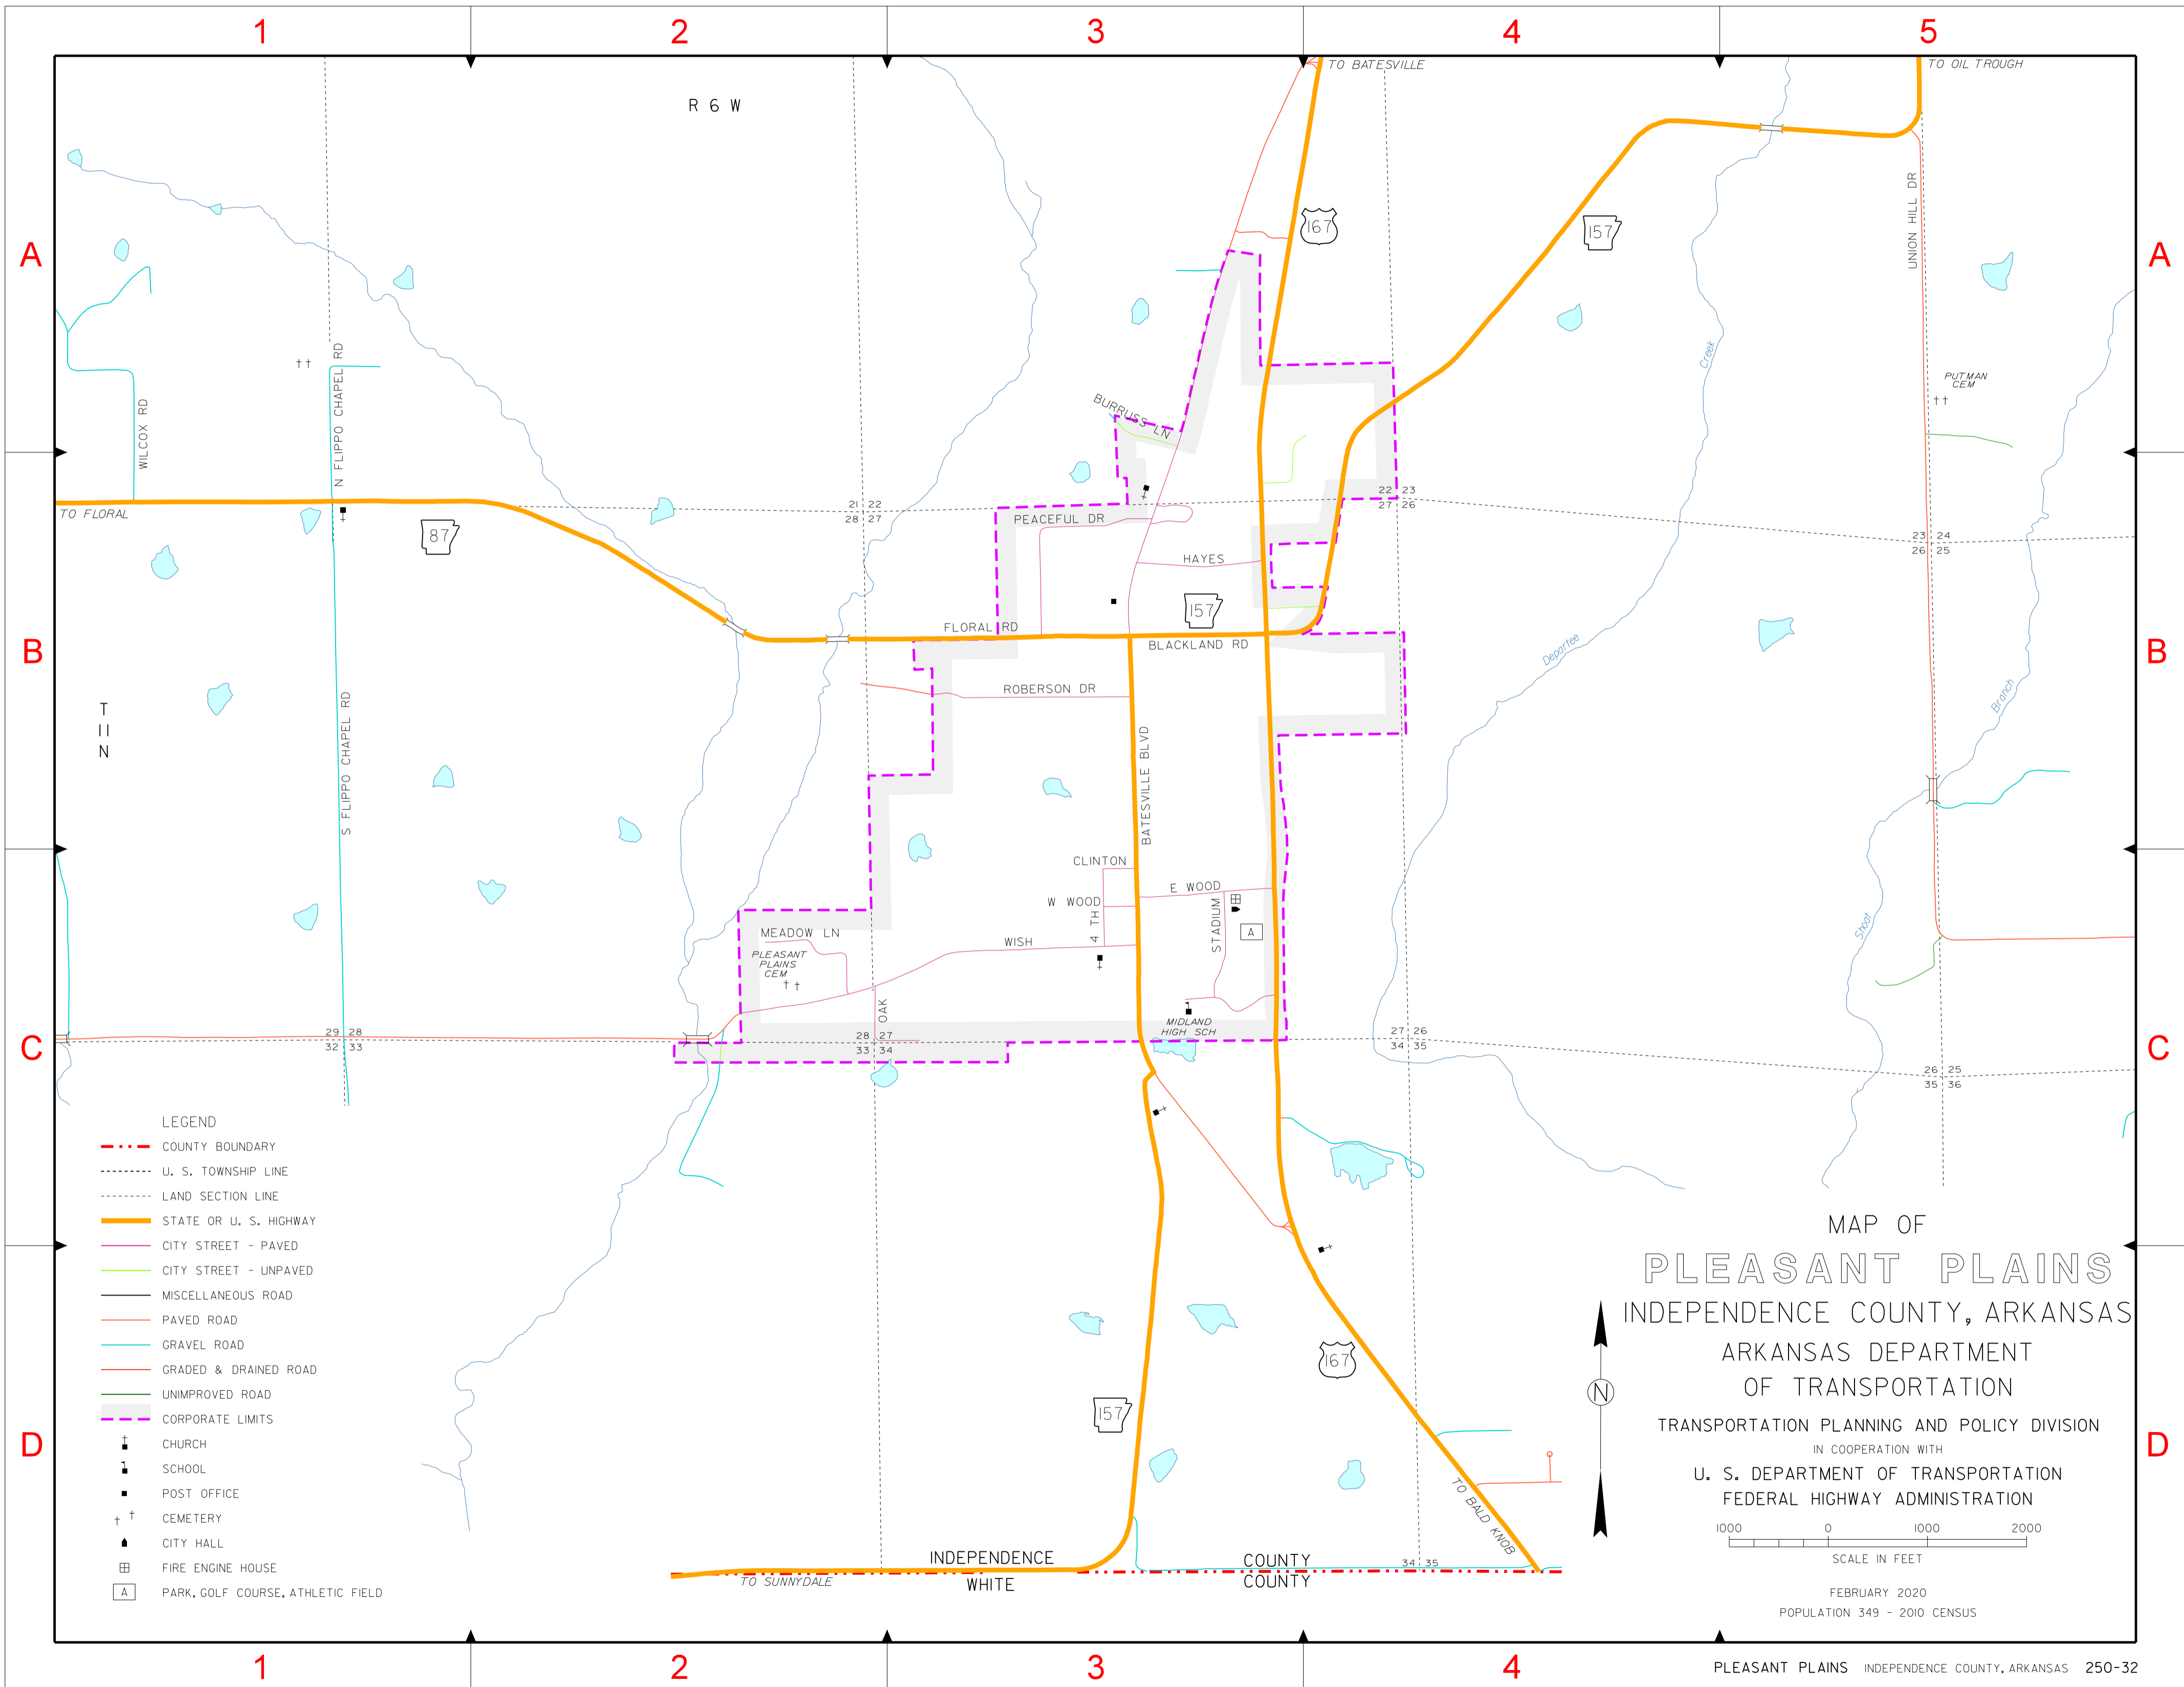 1 2 3 4 5
TO BATESVILLE
TO OIL TROUGH
R 6 W
167
157
UNION HILL DR
A
A
Creek
N FLIPPO CHAPEL RD
WILCOX RD
PUTMAN
CEM
BURRUSS LN
TO FLORAL
87
21 22
28 27
22 23
27 26
PEACEFUL DR
23 24
26 25
HAYES
157
FLORAL RD
BLACKLAND RD
B
B
Departee
ROBERSON DR
Branch
T
11
N
S FLIPPO CHAPEL RD
BATESVILLE BLVD
CLINTON
E WOOD
W WOOD
4 TH
STADIUM
A
MEADOW LN
WISH
Shoat
PLEASANT
PLAINS
CEM
OAK
MIDLAND
HIGH SCH
29 28
32 33
28 27
33 34
27 26
34 35
C
C
26 25
35 36
LEGEND
COUNTY BOUNDARY
U. S. TOWNSHIP LINE
LAND SECTION LINE
STATE OR U. S. HIGHWAY
CITY STREET - PAVED
CITY STREET - UNPAVED
MISCELLANEOUS ROAD
PAVED ROAD
GRAVEL ROAD
GRADED & DRAINED ROAD
UNIMPROVED ROAD
CORPORATE LIMITS
CHURCH
SCHOOL
POST OFFICE
CEMETERY
CITY HALL
FIRE ENGINE HOUSE
A PARK, GOLF COURSE, ATHLETIC FIELD
167
157
TO BALD KNOB
INDEPENDENCE COUNTY
WHITE COUNTY
TO SUNNYDALE
34 35
D
D
MAP OF
PLEASANT PLAINS
INDEPENDENCE COUNTY, ARKANSAS
ARKANSAS DEPARTMENT
OF TRANSPORTATION
TRANSPORTATION PLANNING AND POLICY DIVISION
IN COOPERATION WITH
U. S. DEPARTMENT OF TRANSPORTATION
FEDERAL HIGHWAY ADMINISTRATION
N
1000 0 1000 2000
SCALE IN FEET
FEBRUARY 2020
POPULATION 349 - 2010 CENSUS
1 2 3 4
PLEASANT PLAINS INDEPENDENCE COUNTY, ARKANSAS 250-32